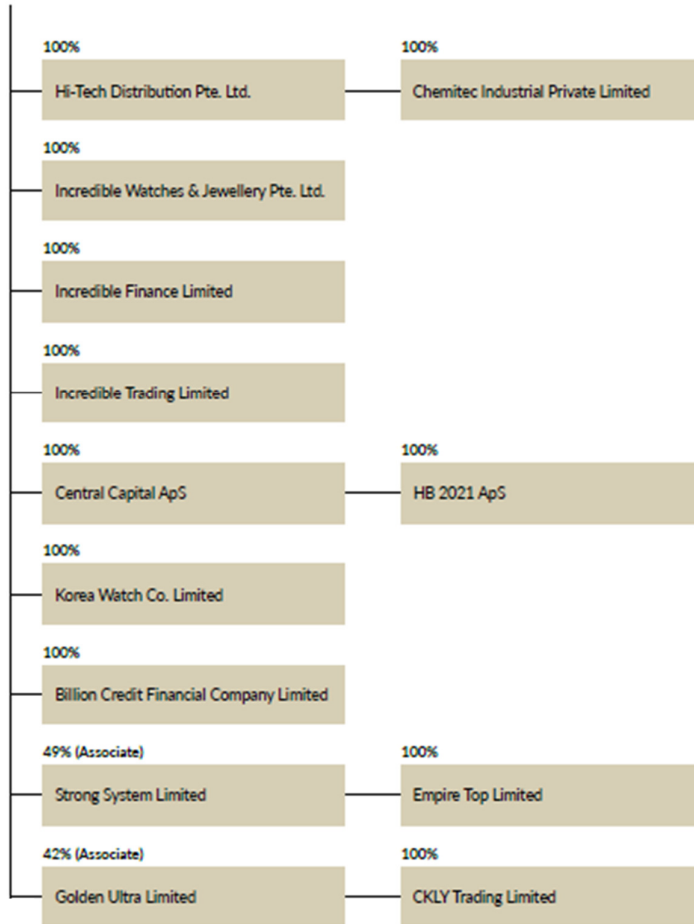 100% 100%
Hi-Tech Distribution Pte. Ltd. Chemitec Industrial Private Limited
100%
Incredible Watches & Jewellery Pte. Ltd.
100%
Incredible Finance Limited
100%
Incredible Trading Limited
100% 100%
Central Capital ApS HB 2021 ApS
100%
Korea Watch Co. Limited
100%
Billion Credit Financial Company Limited
49% (Associate) 100%
Strong System Limited Empire Top Limited
42% (Associate) 100%
Golden Ultra Limited CKLY Trading Limited